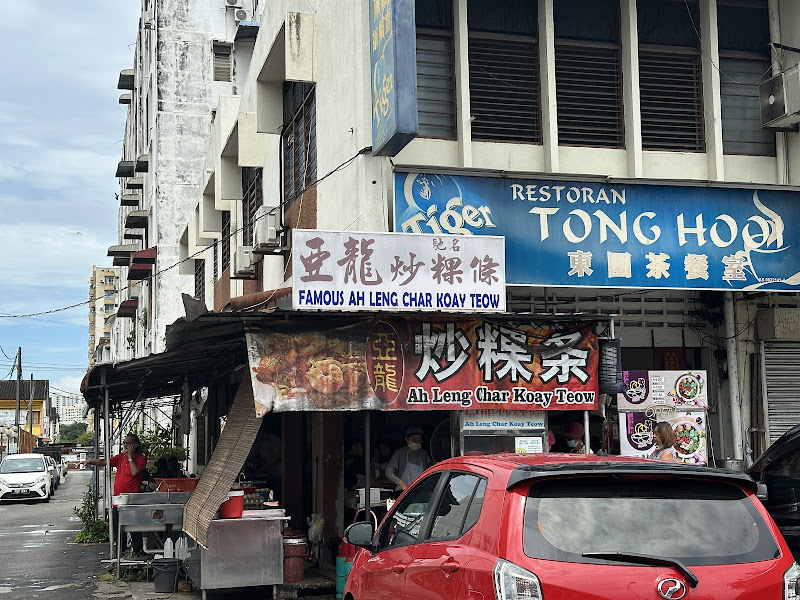 Tiger
RESTORAN
TONG HOOI
東園茶餐室
馳名
亞龍炒粿條
FAMOUS AH LENG CHAR KOAY TEOW
亞龍
炒粿条
Ah Leng Char Koay Teow
Ah Leng Char Koay Teow